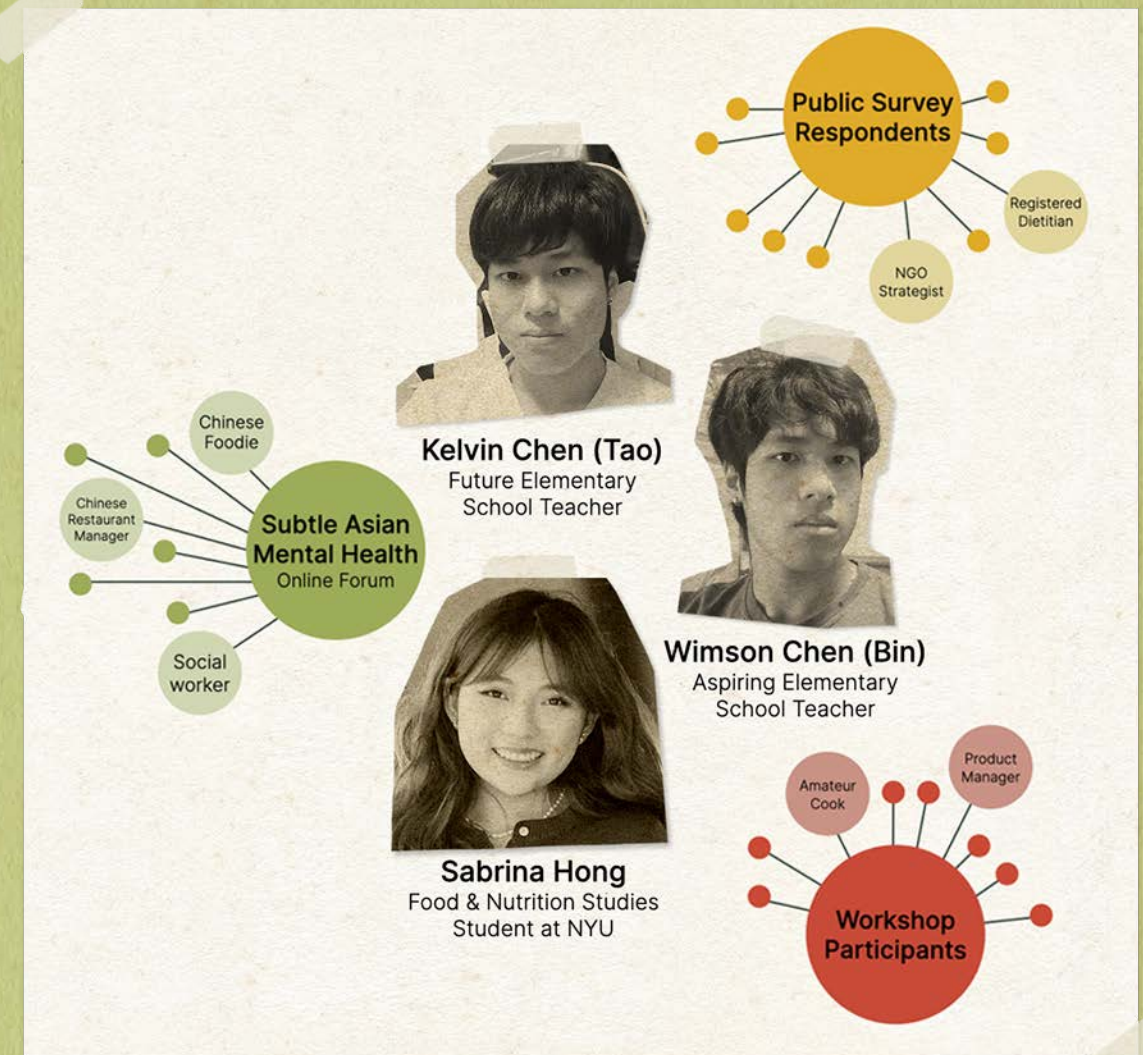 Public Survey
Respondents
Registered
Dietitian
NGO
Strategist
Kelvin Chen (Tao)
Future Elementary
School Teacher
Chinese
Foodie
Chinese
Restaurant
Manager
Subtle Asian
Mental Health
Online Forum
Social
worker
Wimson Chen (Bin)
Aspiring Elementary
School Teacher
Sabrina Hong
Food & Nutrition Studies
Student at NYU
Amateur
Cook
Product
Manager
Workshop
Participants